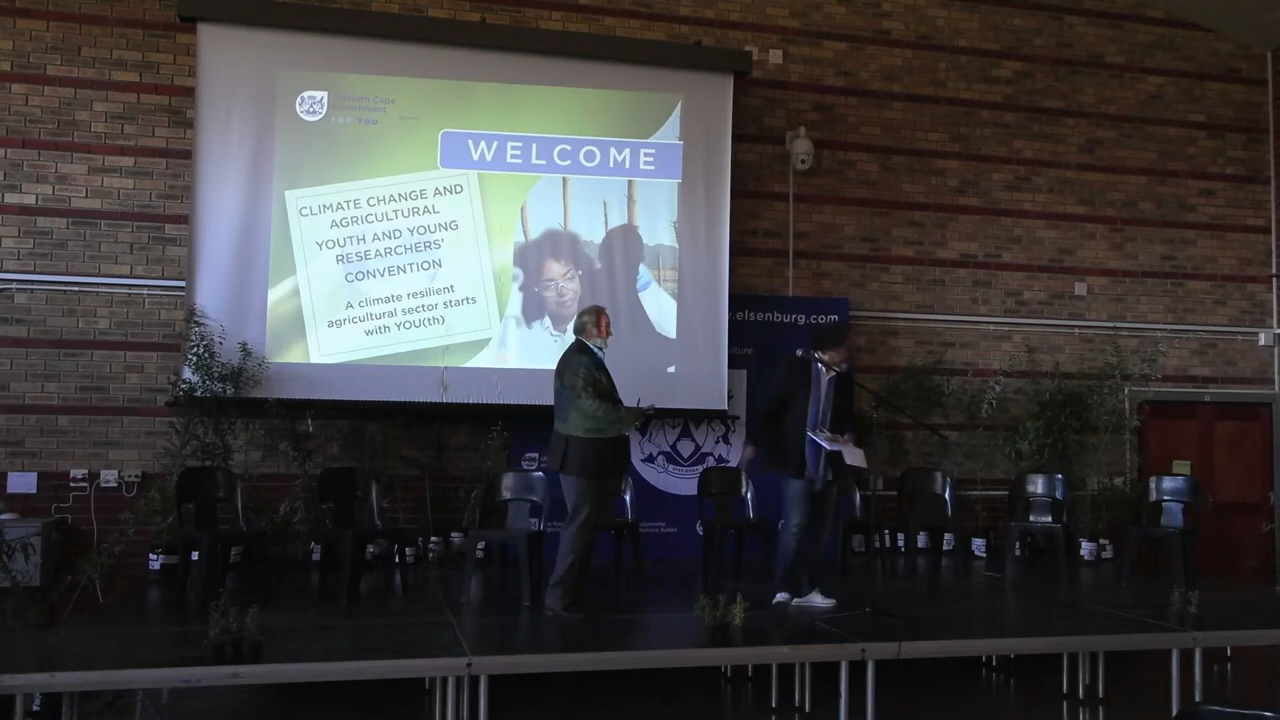 Western Cape
Government
FOR YOU
WELCOME
CLIMATE CHANGE AND
AGRICULTURAL
YOUTH AND YOUNG
RESEARCHERS'
CONVENTION
A climate resilient
agricultural sector starts
with YOU(th)
.elsenburg.com
culture